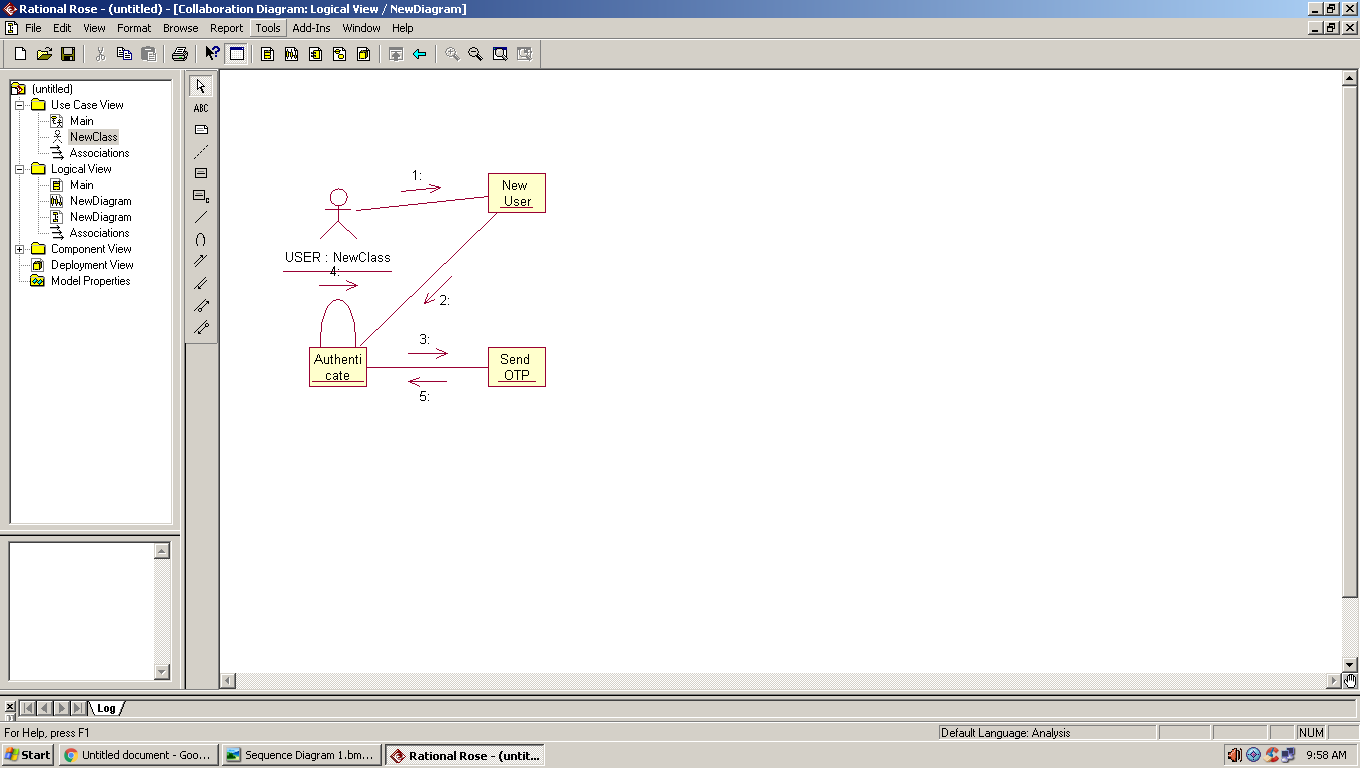 Rational Rose - (untitled) - [Collaboration Diagram: Logical View / NewDiagram]
File Edit View Format Browse Report Tools Add-Ins Window Help
(untitled)
Use Case View
Main
NewClass
Associations
Logical View
Main
NewDiagram
NewDiagram
Associations
Component View
Deployment View
Model Properties
ABC
1:
New
User
USER : NewClass
4:
2:
3:
Authenti
cate
Send
OTP
5:
Log
For Help, press F1
Default Language: Analysis
NUM
Start
Untitled document - Goo...
Sequence Diagram 1.bm...
Rational Rose - (untit...
9:58 AM